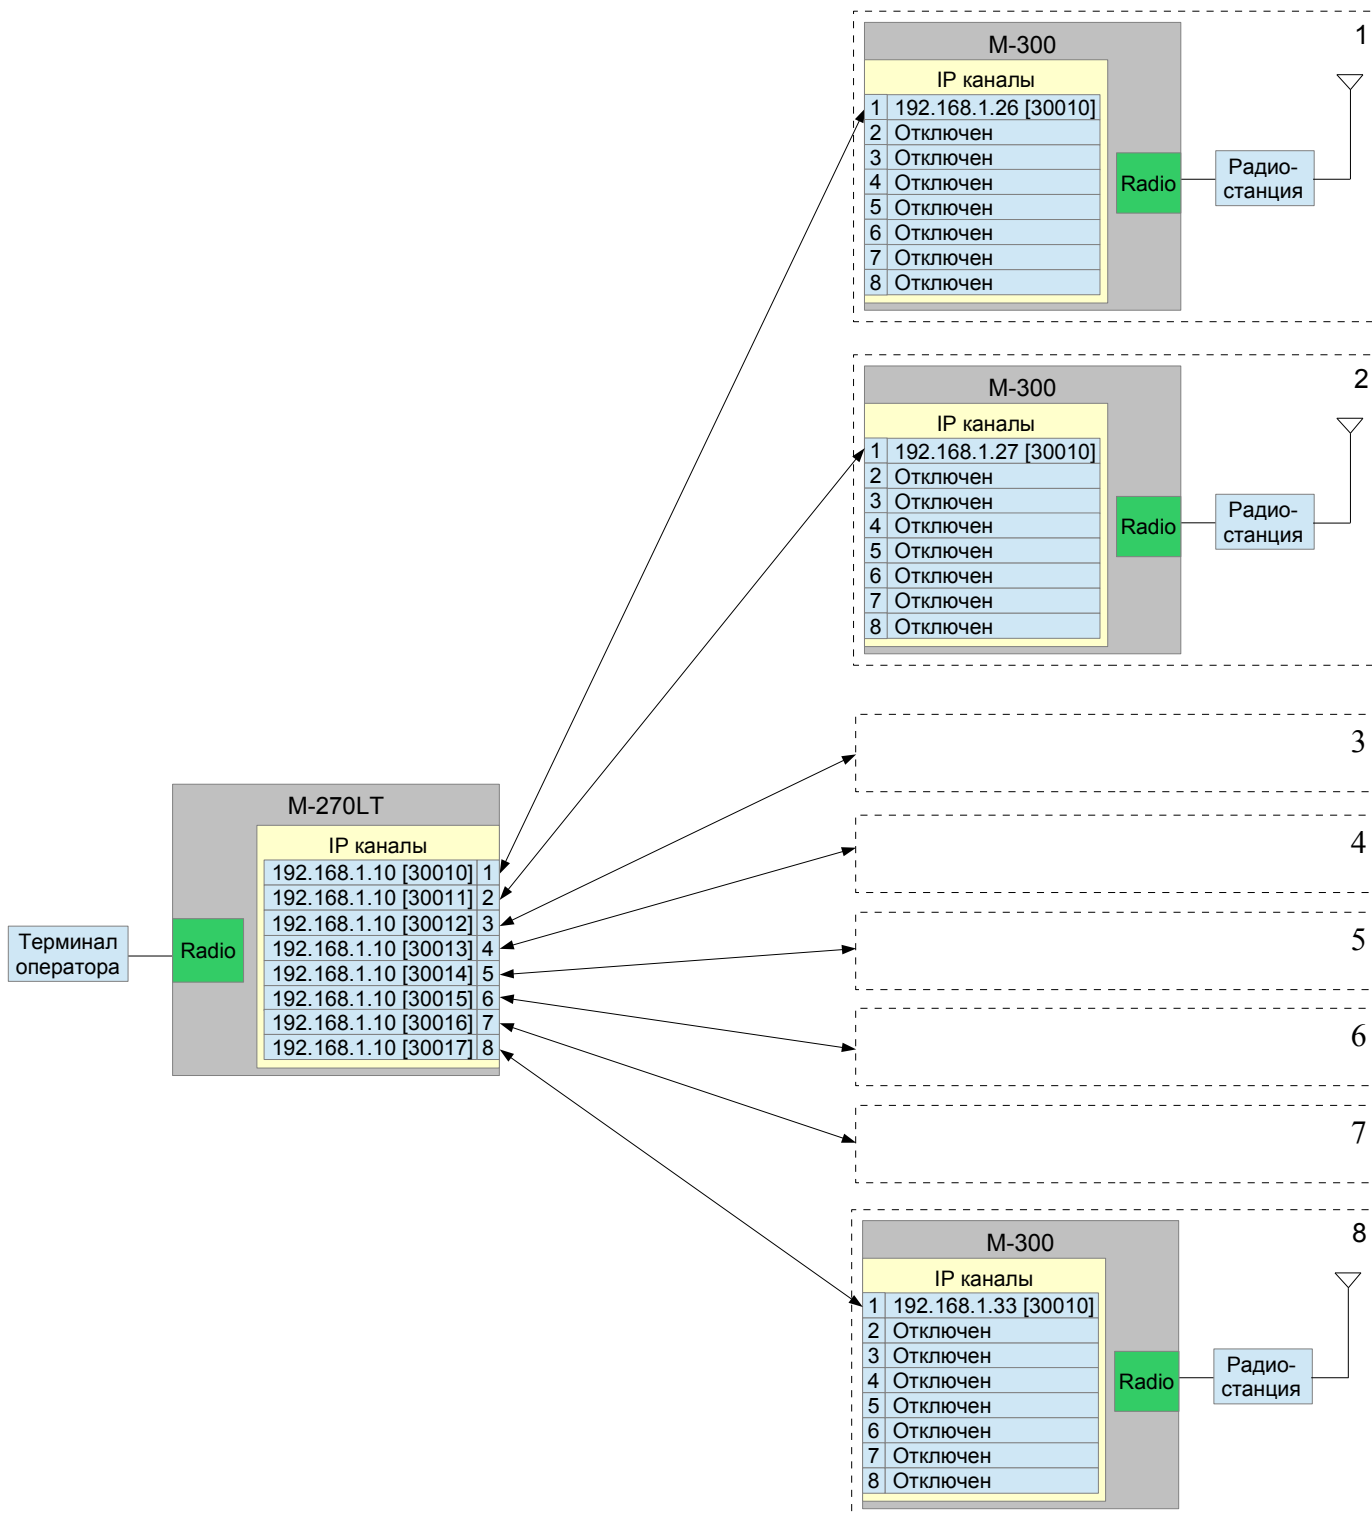 1
M-300
IP каналы
1 192.168.1.26 [30010]
2 Отключен
3 Отключен
4 Отключен
5 Отключен
6 Отключен
7 Отключен
8 Отключен
Radio
Радио-
станция
2
M-300
IP каналы
1 192.168.1.27 [30010]
2 Отключен
3 Отключен
4 Отключен
5 Отключен
6 Отключен
7 Отключен
8 Отключен
Radio
Радио-
станция
3
4
5
6
7
Терминал
оператора
Radio
M-270LT
IP каналы
192.168.1.10 [30010] 1
192.168.1.10 [30011] 2
192.168.1.10 [30012] 3
192.168.1.10 [30013] 4
192.168.1.10 [30014] 5
192.168.1.10 [30015] 6
192.168.1.10 [30016] 7
192.168.1.10 [30017] 8
8
M-300
IP каналы
1 192.168.1.33 [30010]
2 Отключен
3 Отключен
4 Отключен
5 Отключен
6 Отключен
7 Отключен
8 Отключен
Radio
Радио-
станция